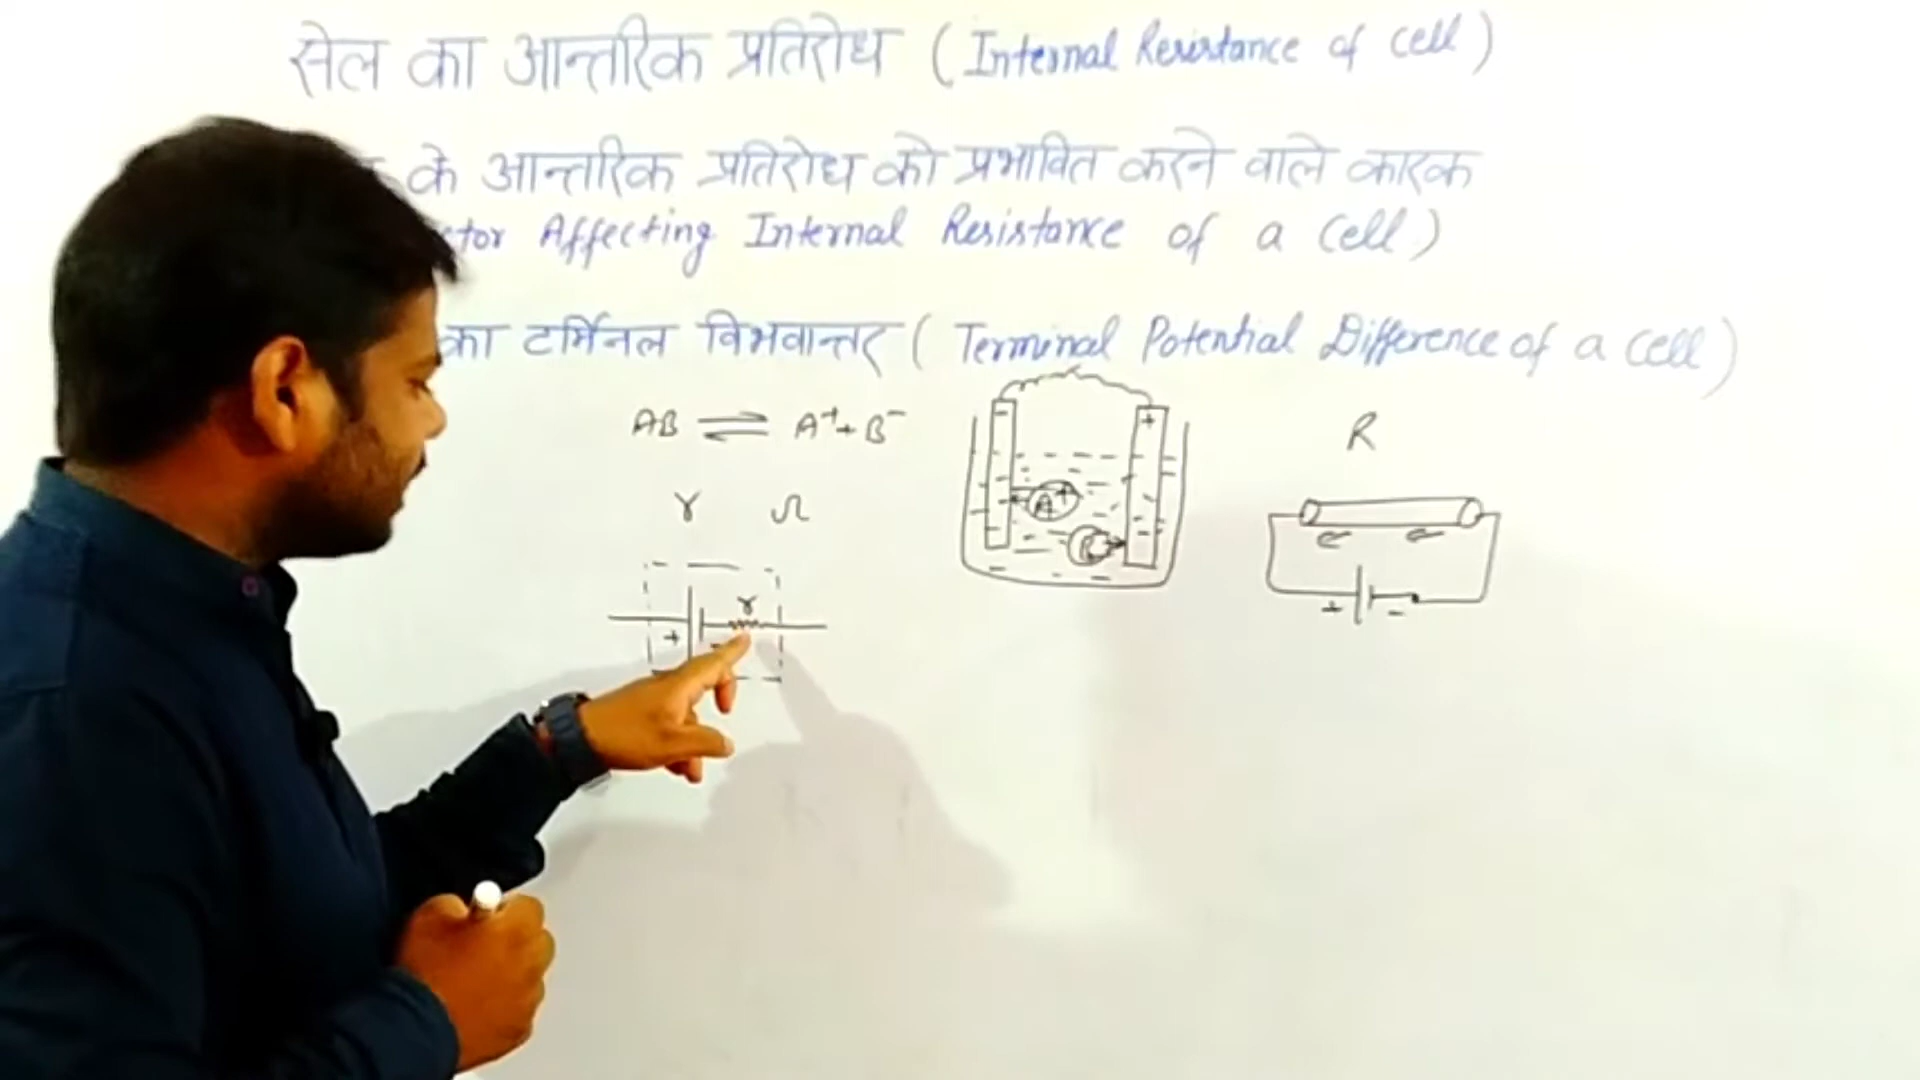 सेल का आन्तरिक प्रतिरोध ( Internal Resistance of cell )
के आन्तरिक प्रतिरोध को प्रभावित करने वाले कारक
Affecting Internal Resistance of a Cell )
का टर्मिनल विभवान्तर ( Terminal Potential Difference of a Cell )
AB ⇌ A⁺ + B⁻
- +
R
r Ω
A⁺
r
+ -
+ -